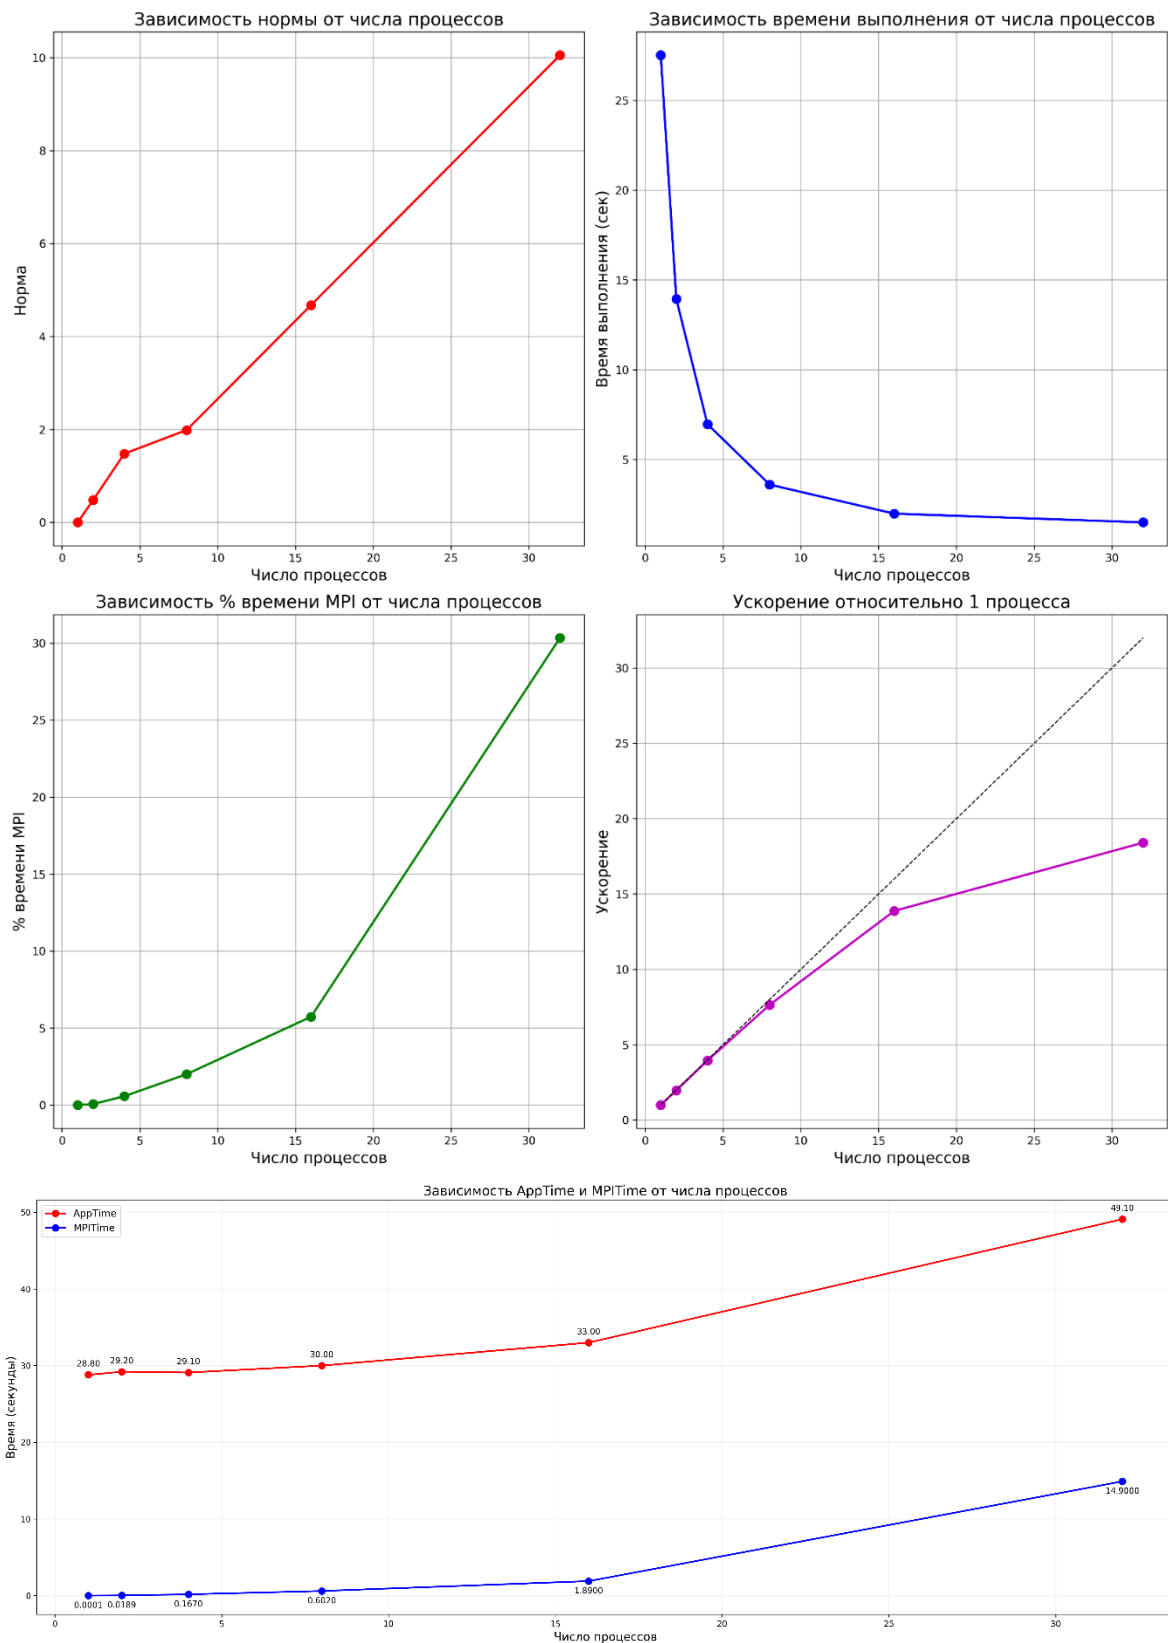 Зависимость нормы от числа процессов
10
8
6
4
2
0
Норма
0 5 10 15 20 25 30
Число процессов
Зависимость времени выполнения от числа процессов
25
20
15
10
5
Время выполнения (сек)
0 5 10 15 20 25 30
Число процессов
Зависимость % времени MPI от числа процессов
30
25
20
15
10
5
0
% времени MPI
0 5 10 15 20 25 30
Число процессов
Ускорение относительно 1 процесса
30
25
20
15
10
5
0
Ускорение
0 5 10 15 20 25 30
Число процессов
Зависимость AppTime и MPITime от числа процессов
AppTime
MPITime
50
40
30
20
10
0
Время (секунды)
28.80 29.20 29.10 30.00 33.00 49.10
0.0001 0.0189 0.1670 0.6020 1.8900 14.9000
0 5 10 15 20 25 30
Число процессов